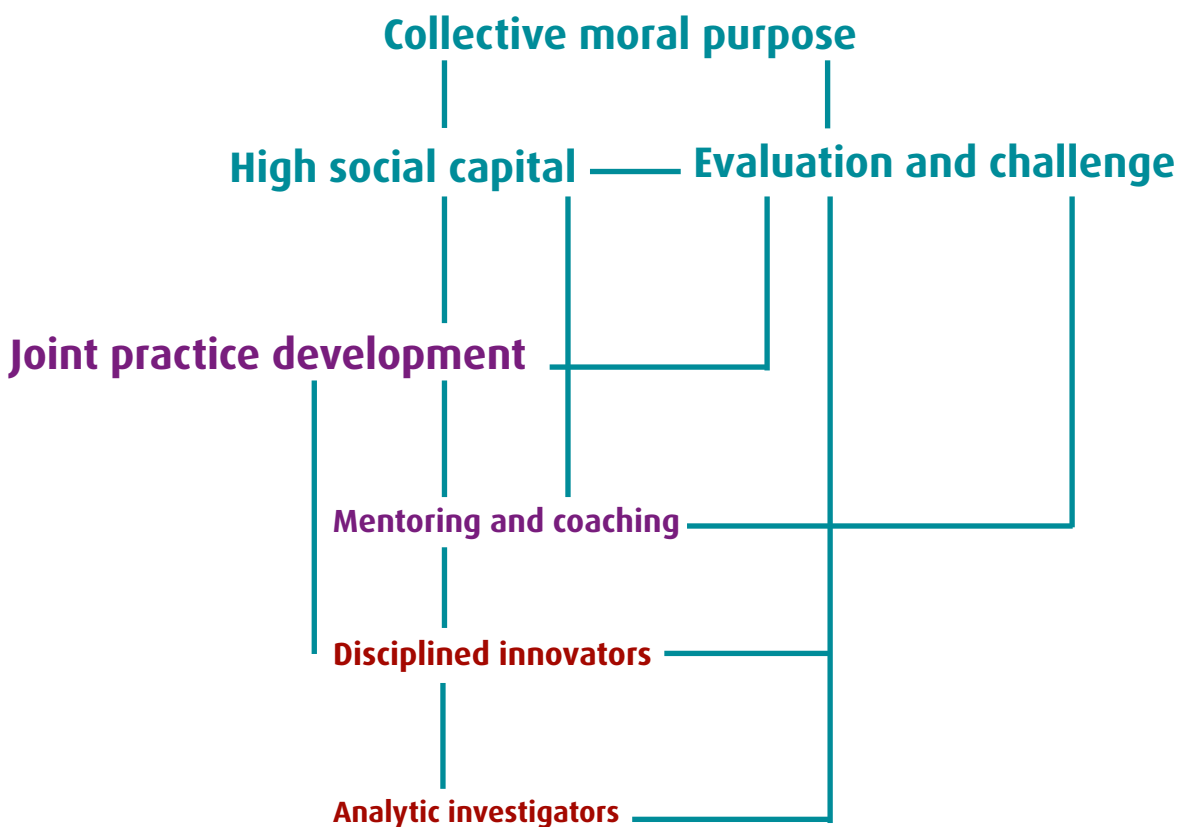 Collective moral purpose
High social capital
Evaluation and challenge
Joint practice development
Mentoring and coaching
Disciplined innovators
Analytic investigators